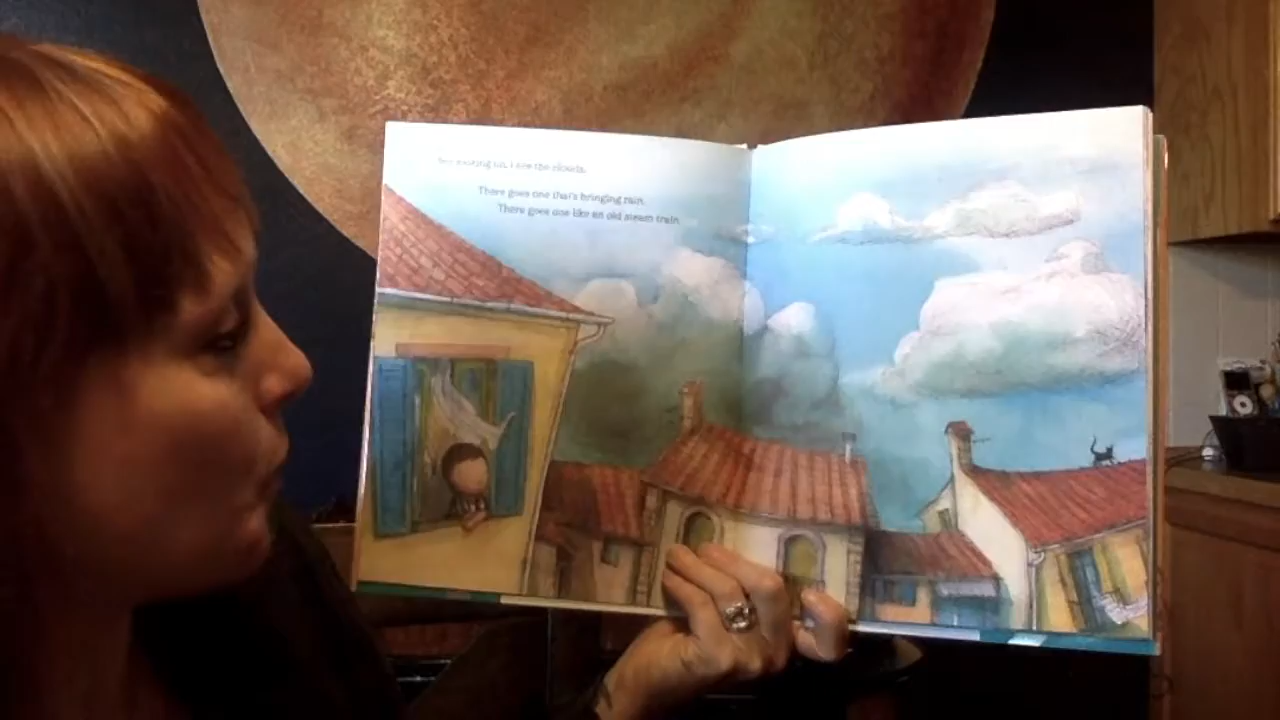 I see the clouds.
There goes one that's bringing rain.
There goes one like an old steam train.